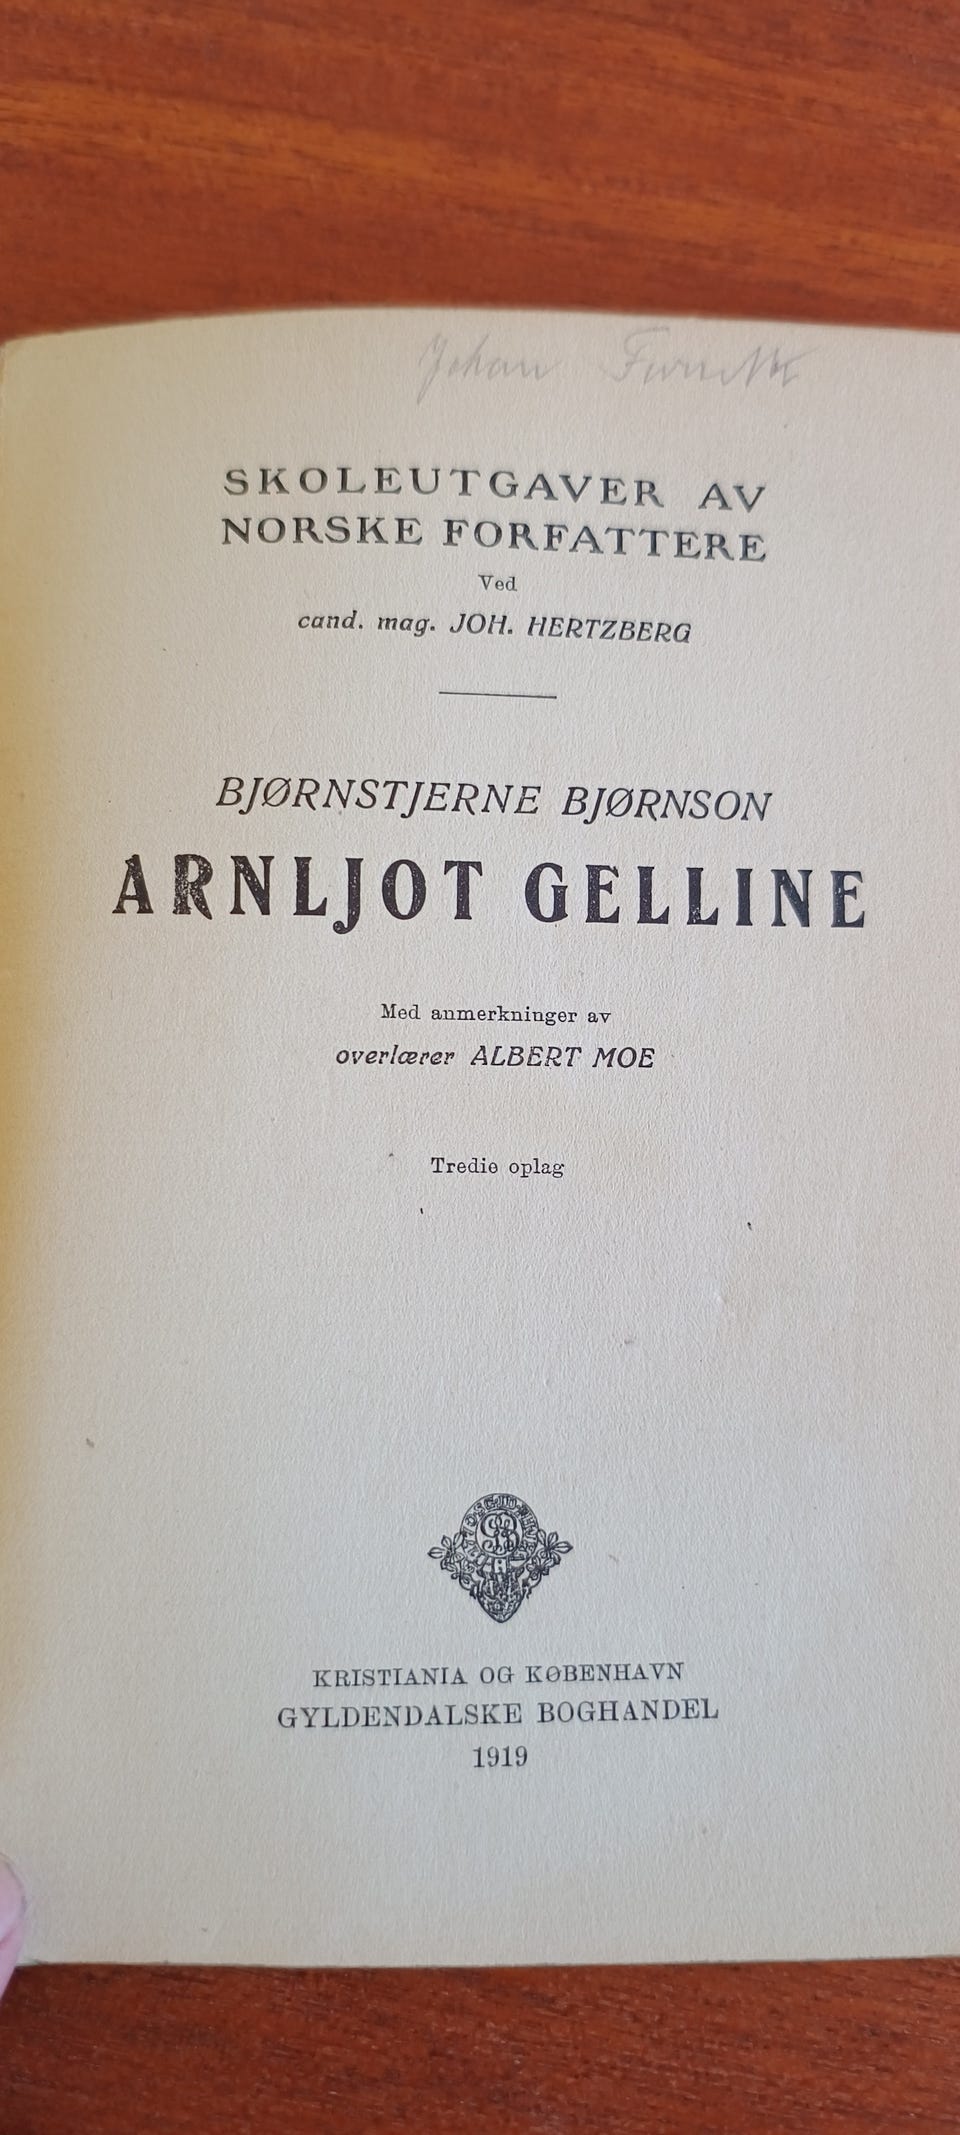 Johan
SKOLEUTGAVER AV
NORSKE FORFATTERE
Ved
cand. mag. JOH. HERTZBERG
BJØRNSTJERNE BJØRNSON
ARNLJOT GELLINE
Med anmerkninger av
overlærer ALBERT MOE
Tredie oplag
KRISTIANIA OG KØBENHAVN
GYLDENDALSKE BOGHANDEL
1919